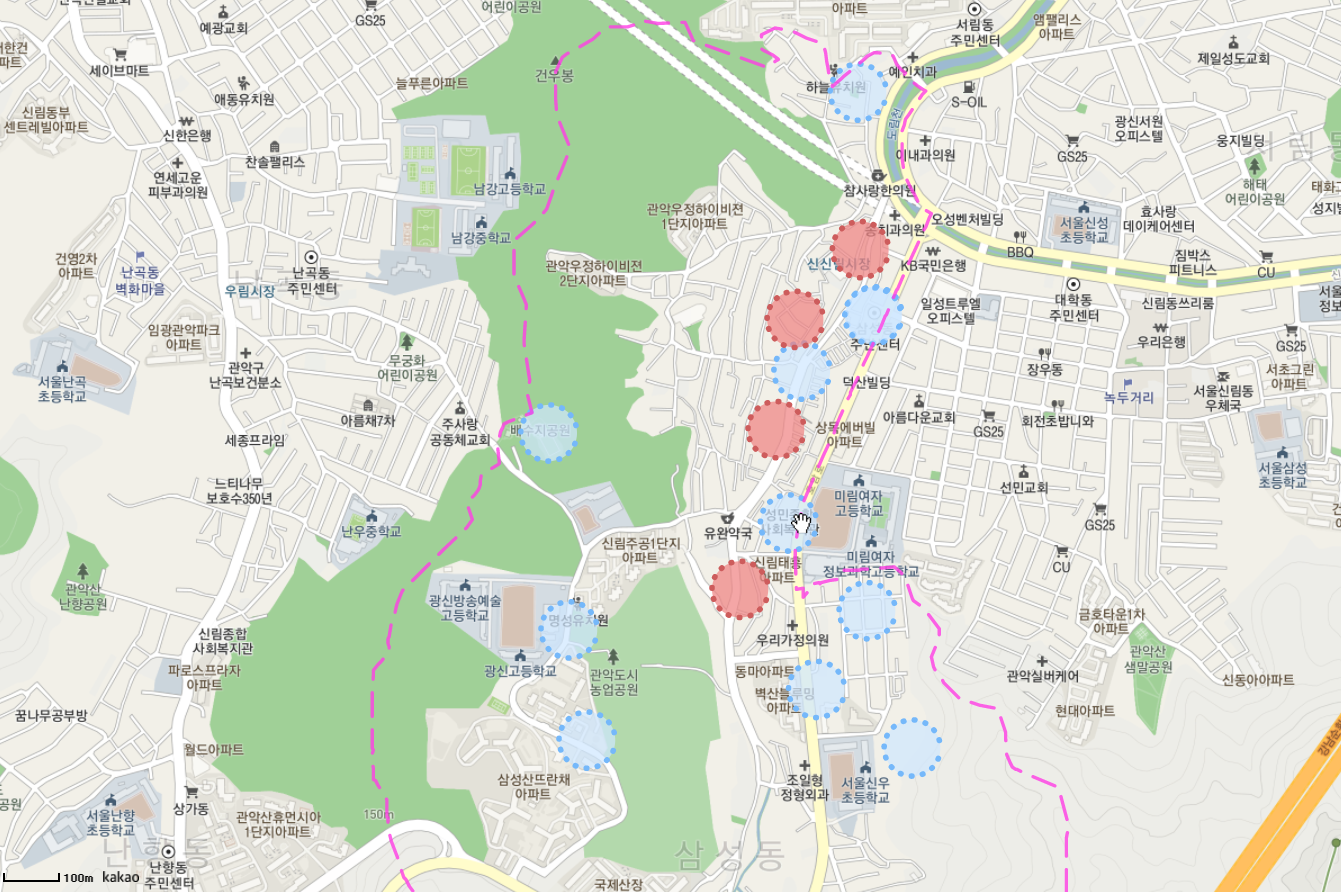 어린이공원
예광교회
GS25
아파트
서림동
주민센터
앰팰리스
아파트
제일성도교회
세이브마트
건우봉
늘푸른아파트
애동유치원
하늘유치원
예인치과
S-OIL
신림동부
센트레빌아파트
신한은행
도림천
광신서원
오피스텔
GS25
웅지빌딩
찬솔팰리스
이내과의원
연세고운
피부과의원
남강고등학교
참사랑한의원
해태
어린이공원
관악우정하이비젼
1단지아파트
오성벤처빌딩
서울신성
초등학교
효사랑
데이케어센터
남강중학교
BBQ
건영2차
아파트
난곡동
벽화마을
난곡동
주민센터
우림시장
관악우정하이비젼
2단지아파트
신신림시장
KB국민은행
짐박스
피트니스
CU
일성트루엘
오피스텔
대학동
주민센터
신림동쓰리룸
임광관악파크
아파트
우리은행
GS25
무궁화
어린이공원
주민센터
관악구
난곡보건분소
장우동
서초그린
아파트
서울난곡
초등학교
덕산빌딩
녹두거리
서울신림동
우체국
아름채7차
주사랑
공동체교회
아름다운교회
GS25
회전초밥니와
세종프라임
배수지공원
상록에버빌
아파트
서울삼성
초등학교
느티나무
보호수350년
선민교회
미림여자
고등학교
GS25
난우중학교
유완약국
신림주공1단지
아파트
미림여자
정보과학고등학교
CU
관악산
난향공원
광신방송예술
고등학교
명성유치원
금호타운1차
아파트
신림종합
사회복지관
우리가정의원
관악산
샘말공원
파로스프라자
아파트
광신고등학교
관악도시
농업공원
동마아파트
관악실버케어
신동아아파트
꿈나무공부방
현대아파트
월드아파트
삼성산뜨란채
아파트
조일형
정형외과
서울신우
초등학교
상가동
서울난향
초등학교
관악산휴먼시아
1단지아파트
150m
난향동
삼성동
난향동
주민센터
국제산장
100m kakao